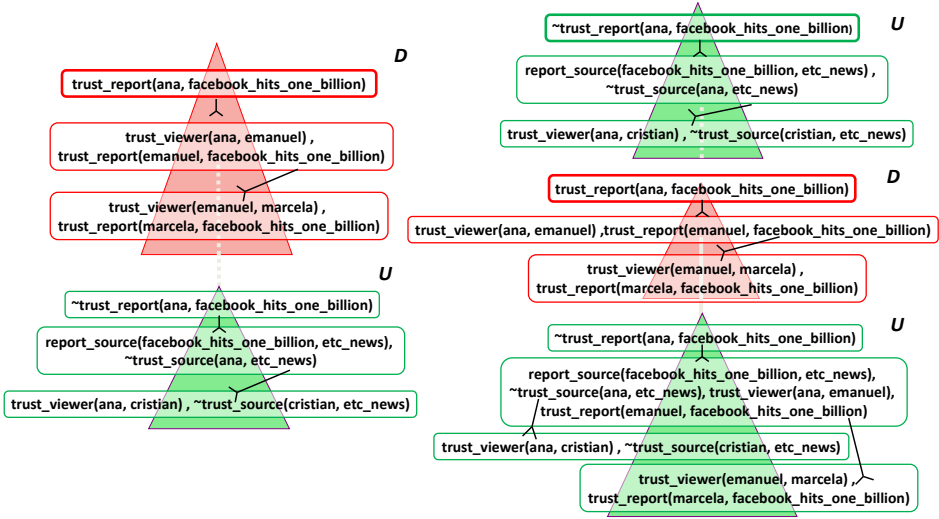 D
trust_report(ana, facebook_hits_one_billion)
trust_viewer(ana, emanuel) ,
trust_report(emanuel, facebook_hits_one_billion)
trust_viewer(emanuel, marcela) ,
trust_report(marcela, facebook_hits_one_billion)
U
~trust_report(ana, facebook_hits_one_billion)
report_source(facebook_hits_one_billion, etc_news),
~trust_source(ana, etc_news)
trust_viewer(ana, cristian) , ~trust_source(cristian, etc_news)
U
~trust_report(ana, facebook_hits_one_billion)
report_source(facebook_hits_one_billion, etc_news) ,
~trust_source(ana, etc_news)
trust_viewer(ana, cristian) , ~trust_source(cristian, etc_news)
D
trust_report(ana, facebook_hits_one_billion)
trust_viewer(ana, emanuel) ,trust_report(emanuel, facebook_hits_one_billion)
trust_viewer(emanuel, marcela) ,
trust_report(marcela, facebook_hits_one_billion)
U
~trust_report(ana, facebook_hits_one_billion)
report_source(facebook_hits_one_billion, etc_news),
~trust_source(ana, etc_news), trust_viewer(ana, emanuel),
trust_report(emanuel, facebook_hits_one_billion)
trust_viewer(ana, cristian) , ~trust_source(cristian, etc_news)
trust_viewer(emanuel, marcela) ,
trust_report(marcela, facebook_hits_one_billion)